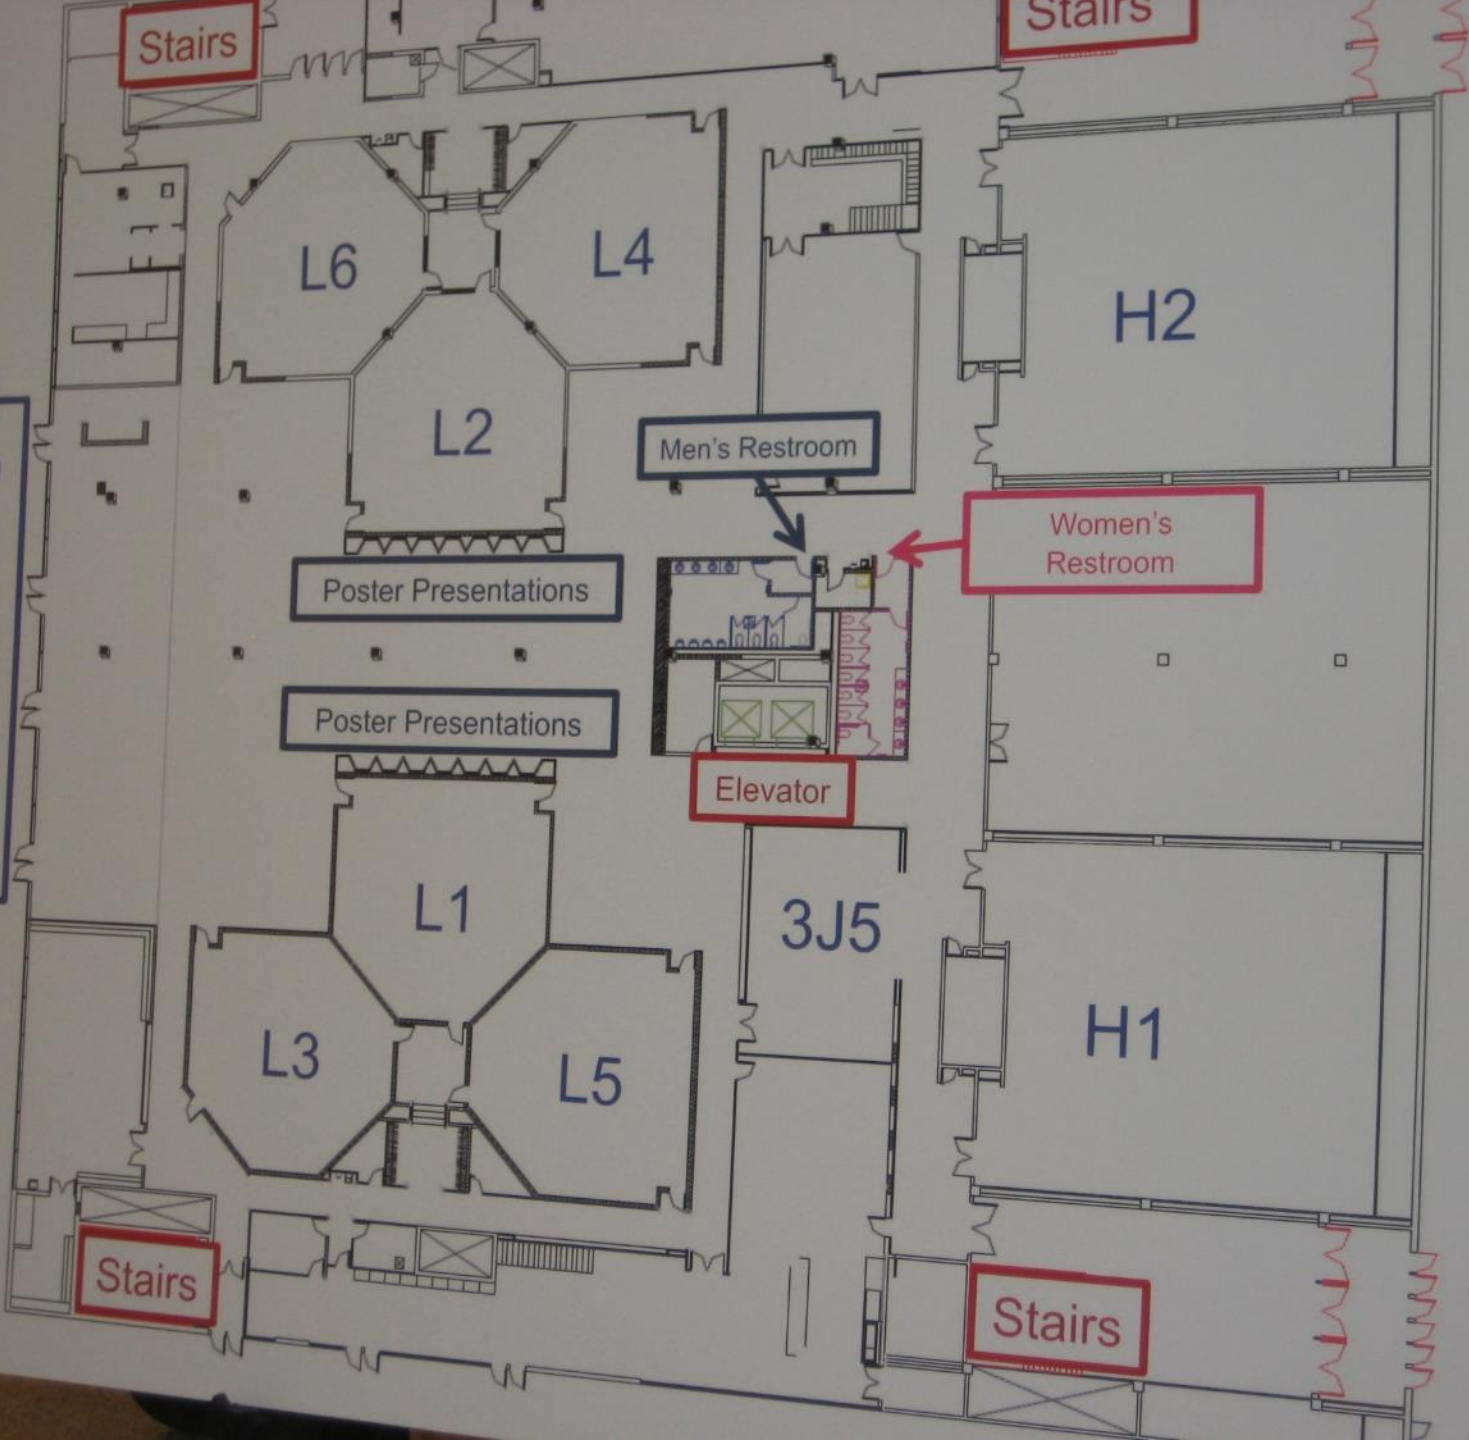 Stairs
Stairs
L6
L4
H2
L2
Men's Restroom
Women's
Restroom
Poster Presentations
Poster Presentations
Elevator
L1
3J5
L3
L5
H1
Stairs
Stairs